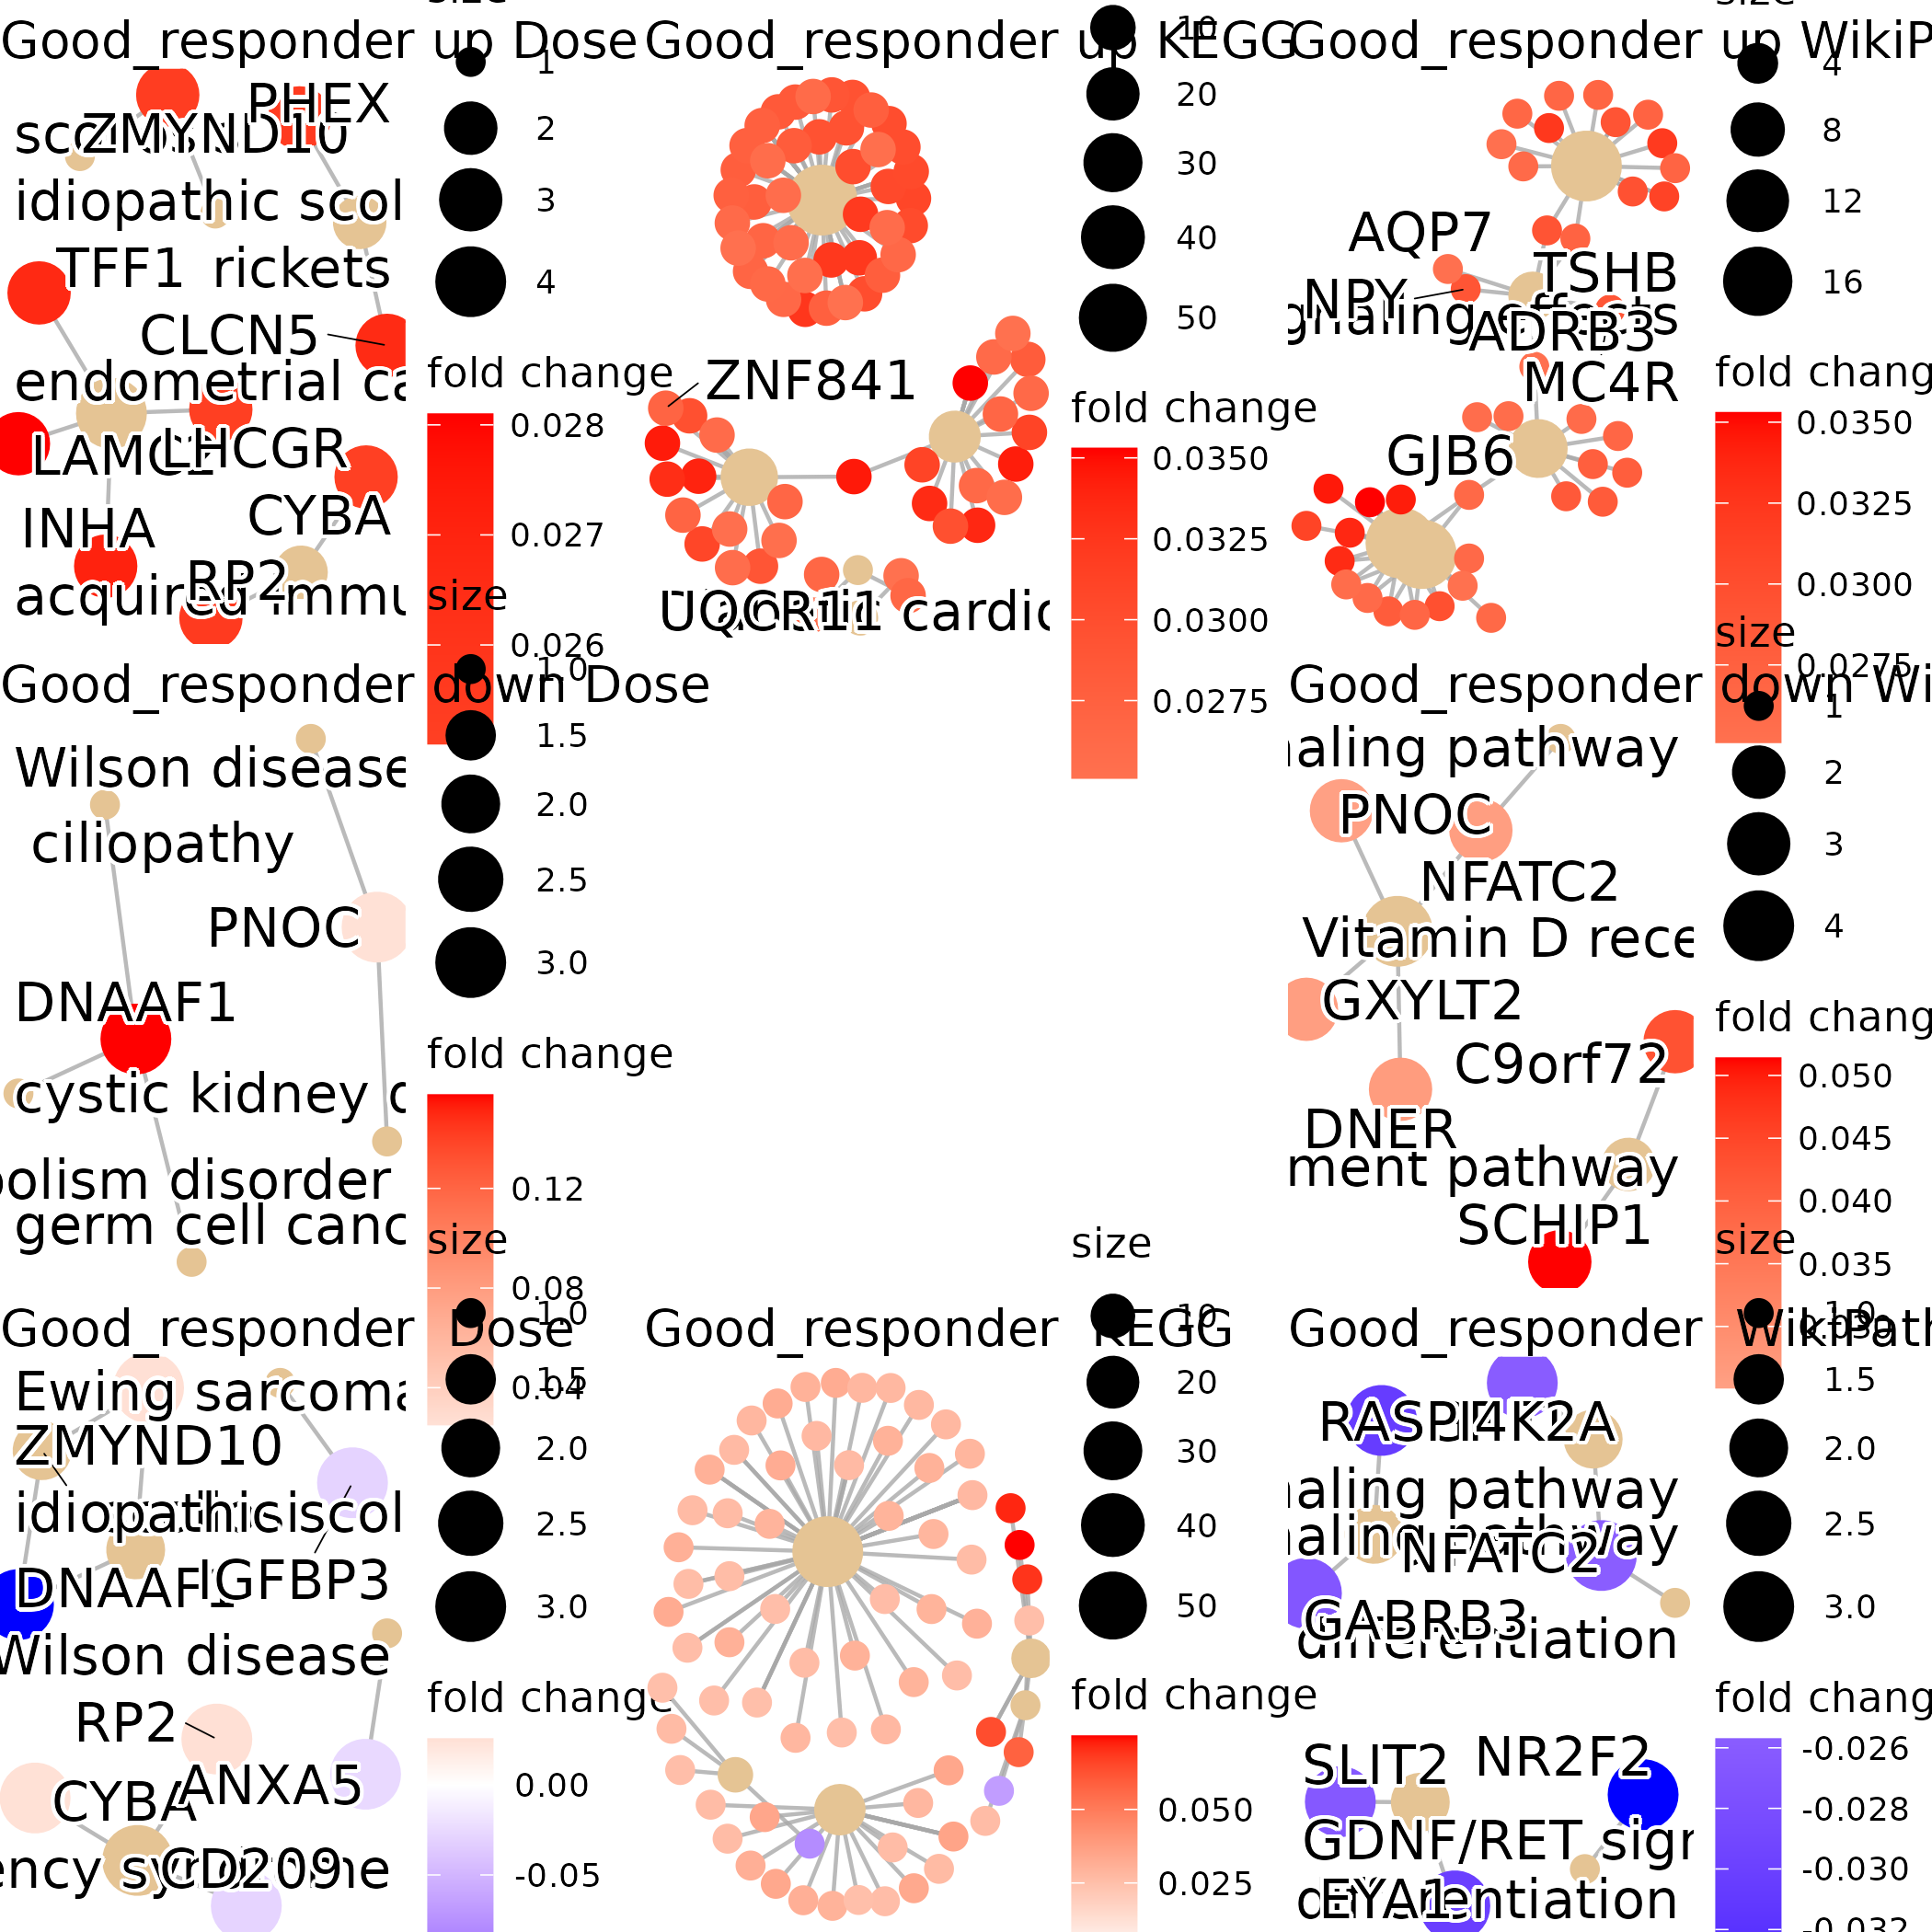 Good_responder up Dose
PHEX
ZMYND10
idiopathic scol
TFF1
rickets
CLCN5
endometrial ca
LHCGR
CYBA
INHA
RP2
acquired immu
1
2
3
4
fold change
0.028
0.027
0.026
Good_responder up KEGG
ZNF841
UQCR11
cardic
10
20
30
40
50
fold change
0.0350
0.0325
0.0300
0.0275
Good_responder up WikiP
AQP7
TSHB
NPY
gnaling effects
ADRB3
MC4R
GJB6
4
8
12
16
fold chang
0.0350
0.0325
0.0300
0.0275
Good_responder down Dose
Wilson disease
ciliopathy
PNOC
DNAAF1
cystic kidney d
polism disorder
germ cell canc
size
1.0
1.5
2.0
2.5
3.0
fold change
0.12
0.08
0.04
Good_responder down Wi
aling pathway
PNOC
NFATC2
Vitamin D rece
GXYLT2
C9orf72
DNER
ment pathway
SCHIP1
size
1
2
3
4
fold chang
0.050
0.045
0.040
0.035
0.030
Good_responder Dose
Ewing sarcoma
ZMYND10
idiopathic scol
IGFBP3
DNAAF1
Wilson disease
RP2
ANXA5
CYBA
CD209
size
1.0
1.5
2.0
2.5
3.0
fold change
0.00
-0.05
Good_responder KEGG
size
10
20
30
40
50
fold change
0.050
0.025
Good_responder WikiPath
aling pathway
aling pathway
NFATC2
GABRB3
differentiation
SLIT2
NR2F2
GDNF/RET sign
EYA1
size
1.0
1.5
2.0
2.5
3.0
fold chang
-0.026
-0.028
-0.030
-0.032